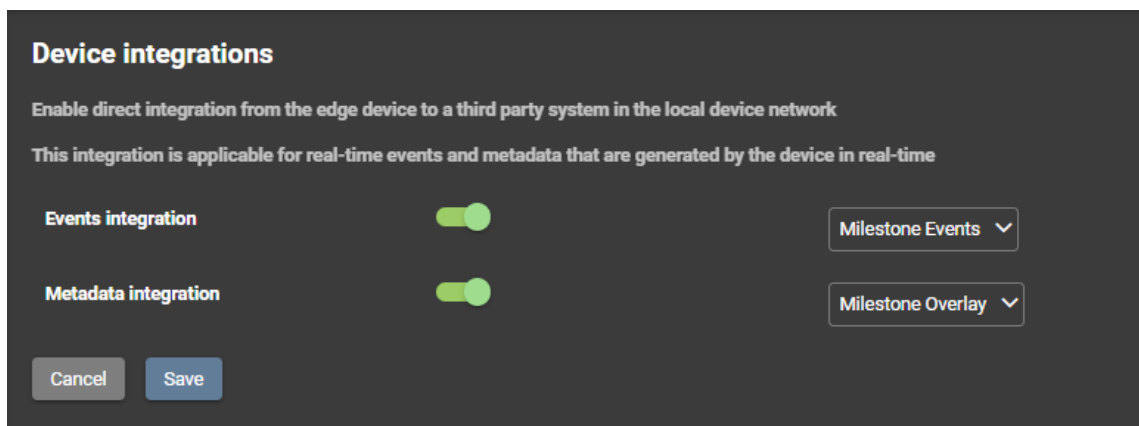 Device integrations
Enable direct integration from the edge device to a third party system in the local device network
This integration is applicable for real-time events and metadata that are generated by the device in real-time
Events integration Milestone Events
Metadata integration Milestone Overlay
Cancel Save